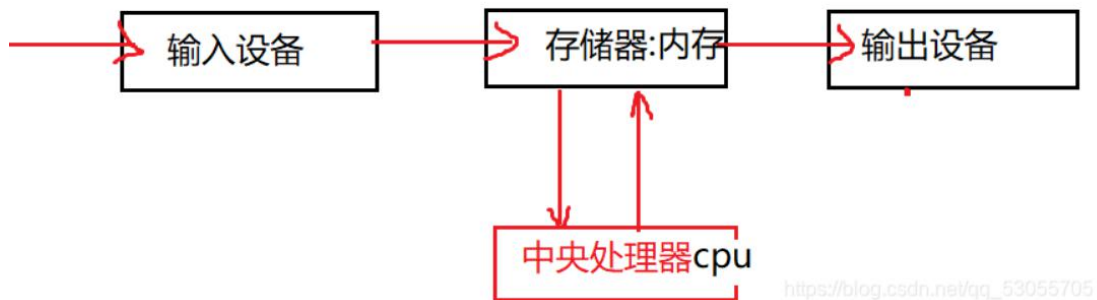 输入设备
存储器:内存
输出设备
中央处理器cpu
https://blog.csdn.net/qq_53055705